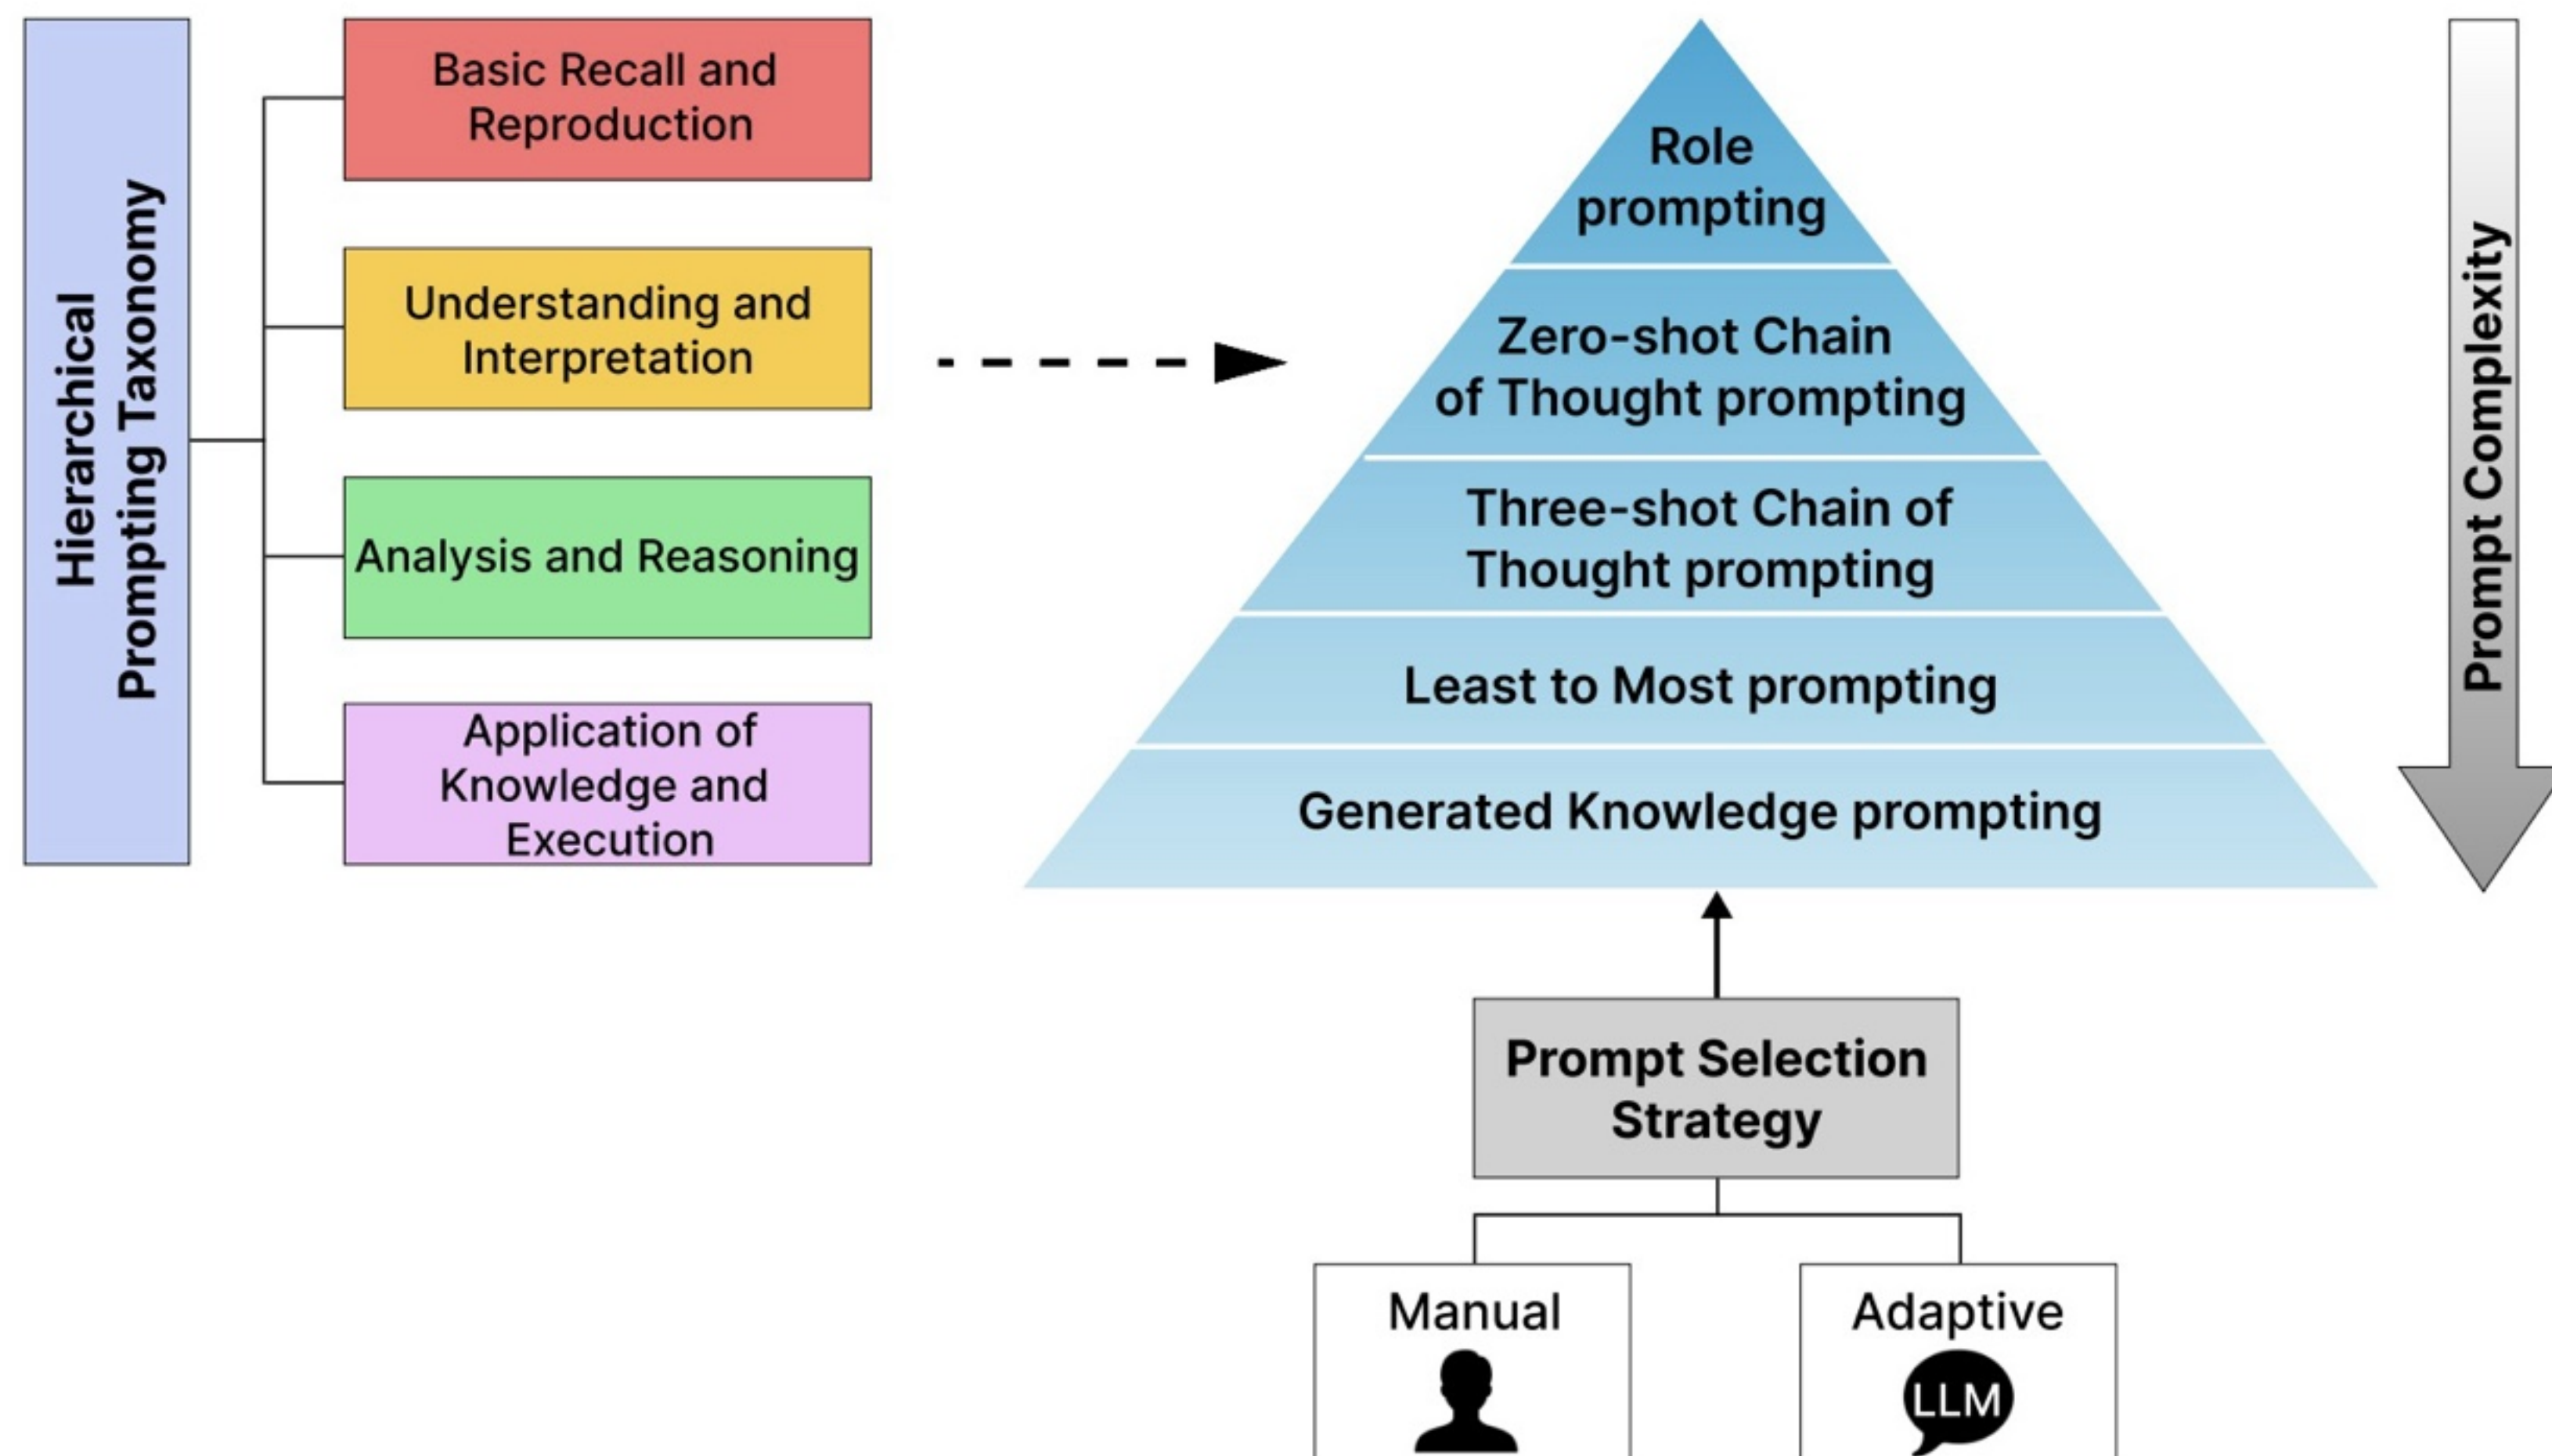 Hierarchical
Prompting Taxonomy
Basic Recall and
Reproduction
Understanding and
Interpretation
Analysis and Reasoning
Application of
Knowledge and
Execution
Role
prompting
Zero-shot Chain
of Thought prompting
Three-shot Chain of
Thought prompting
Least to Most prompting
Generated Knowledge prompting
Prompt Complexity
Prompt Selection
Strategy
Manual
Adaptive
LLM